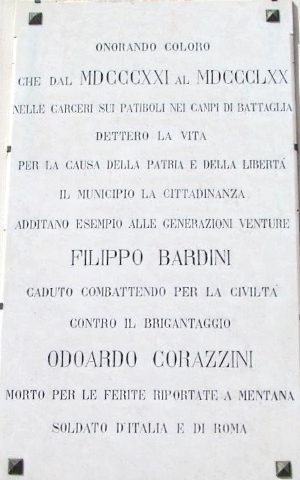 ONORANDO COLORO
CHE DAL MDCCCXXI AL MDCCCLXX
NELLE CARCERI SUI PATIBOLI NEI CAMPI DI BATTAGLIA
DETTERO LA VITA
PER LA CAUSA DELLA PATRIA E DELLA LIBERTÀ
IL MUNICIPIO LA CITTADINANZA
ADDITANO ESEMPIO ALLE GENERAZIONI VENTURE
FILIPPO BARDINI
CADUTO COMBATTENDO PER LA CIVILTÀ
CONTRO IL BRIGANTAGGIO
ODOARDO CORAZZINI
MORTO PER LE FERITE RIPORTATE A MENTANA
SOLDATO D'ITALIA E DI ROMA